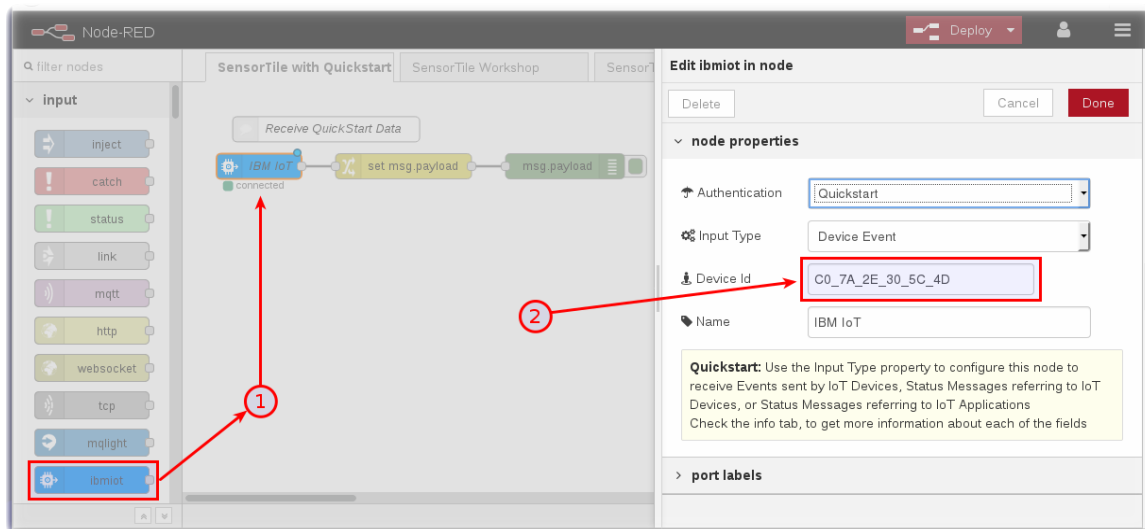 Node-RED
Deploy
filter nodes
SensorTile with Quickstart
SensorTile Workshop
SensorT
input
inject
catch
status
link
mqtt
http
websocket
tcp
mqlight
ibmiot
Receive QuickStart Data
IBM IoT
set msg.payload
msg.payload
connected
1
2
Edit ibmiot in node
Delete
Cancel
Done
node properties
Authentication
Quickstart
Input Type
Device Event
Device Id
C0_7A_2E_30_5C_4D
Name
IBM IoT
Quickstart: Use the Input Type property to configure this node to
receive Events sent by IoT Devices, Status Messages referring to IoT
Devices, or Status Messages referring to IoT Applications
Check the info tab, to get more information about each of the fields
port labels